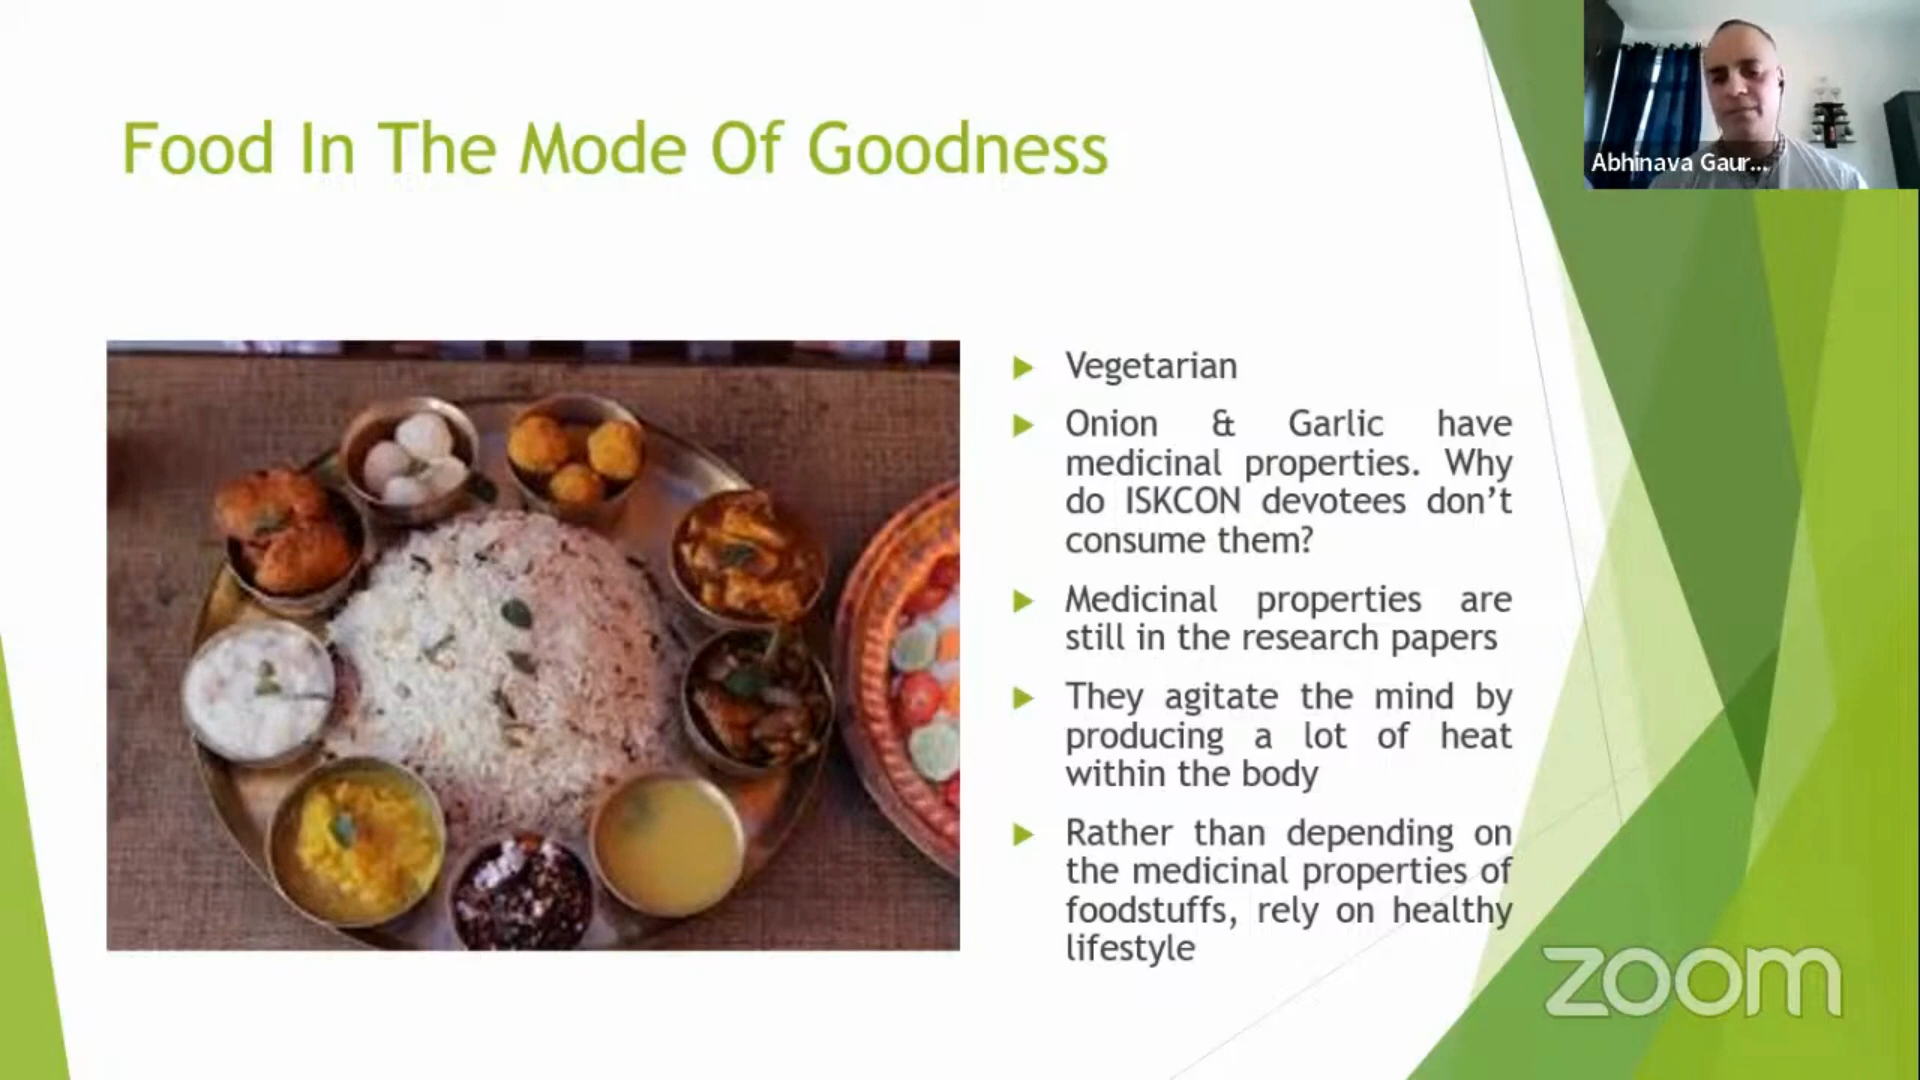 Food In The Mode Of Goodness
Abhinava Gaur...
Vegetarian
Onion & Garlic have
medicinal properties. Why
do ISKCON devotees don't
consume them?
Medicinal properties are
still in the research papers
They agitate the mind by
producing a lot of heat
within the body
Rather than depending on
the medicinal properties of
foodstuffs, rely on healthy
lifestyle
zoom